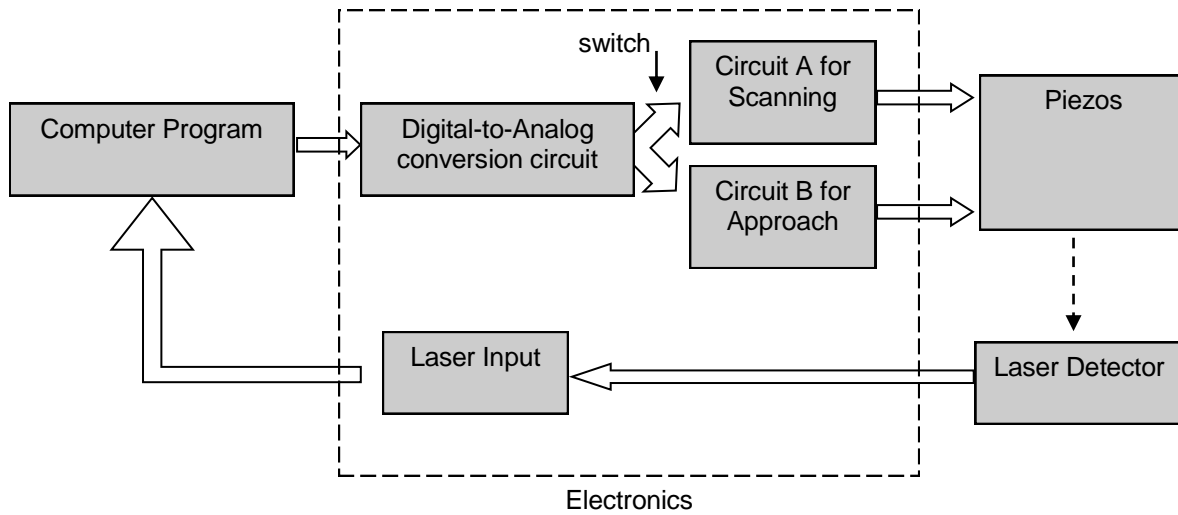 switch
Circuit A for
Scanning
Piezos
Computer Program
Digital-to-Analog
conversion circuit
Circuit B for
Approach
Laser Input
Laser Detector
Electronics